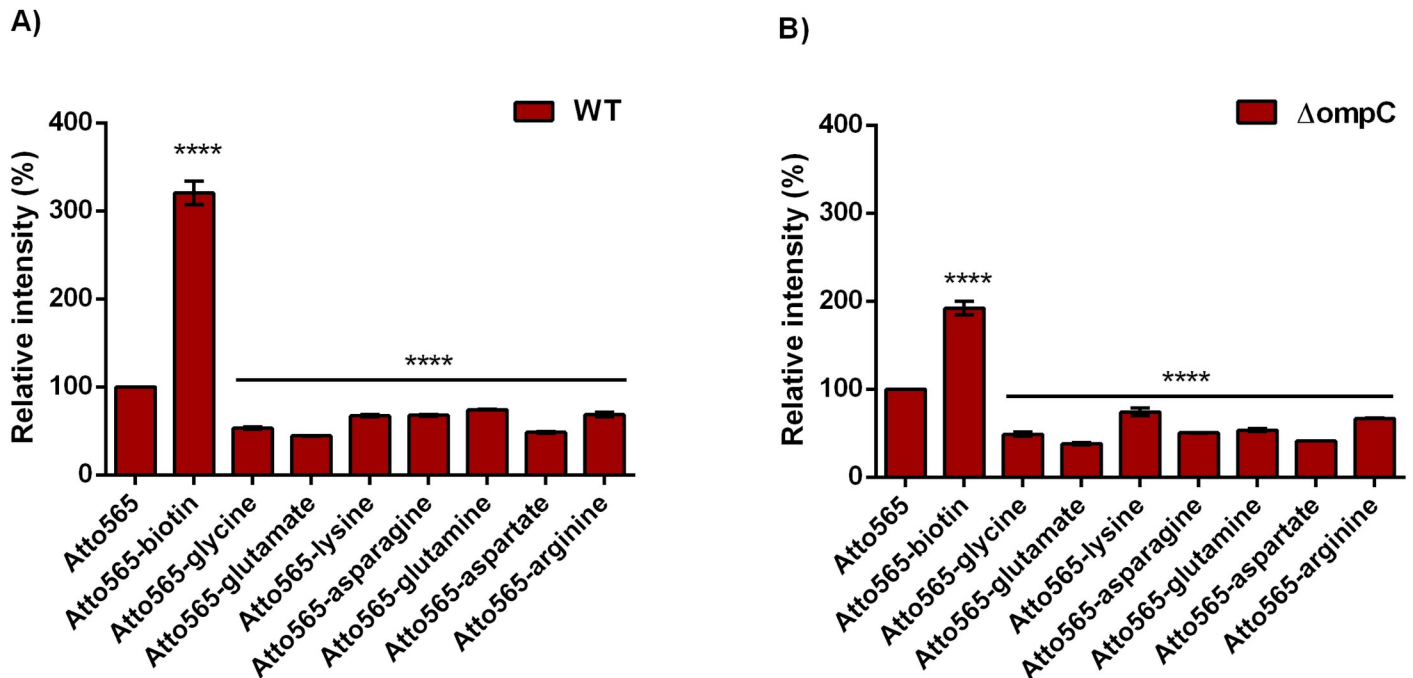 A)
WT
Relative intensity (%)
400
300
200
100
0
****
****
Atto565
Atto565-biotin
Atto565-glycine
Atto565-glutamate
Atto565-lysine
Atto565-asparagine
Atto565-glutamine
Atto565-aspartate
Atto565-arginine
B)
ΔompC
Relative intensity (%)
400
300
200
100
0
****
****
Atto565
Atto565-biotin
Atto565-glycine
Atto565-glutamate
Atto565-lysine
Atto565-asparagine
Atto565-glutamine
Atto565-aspartate
Atto565-arginine